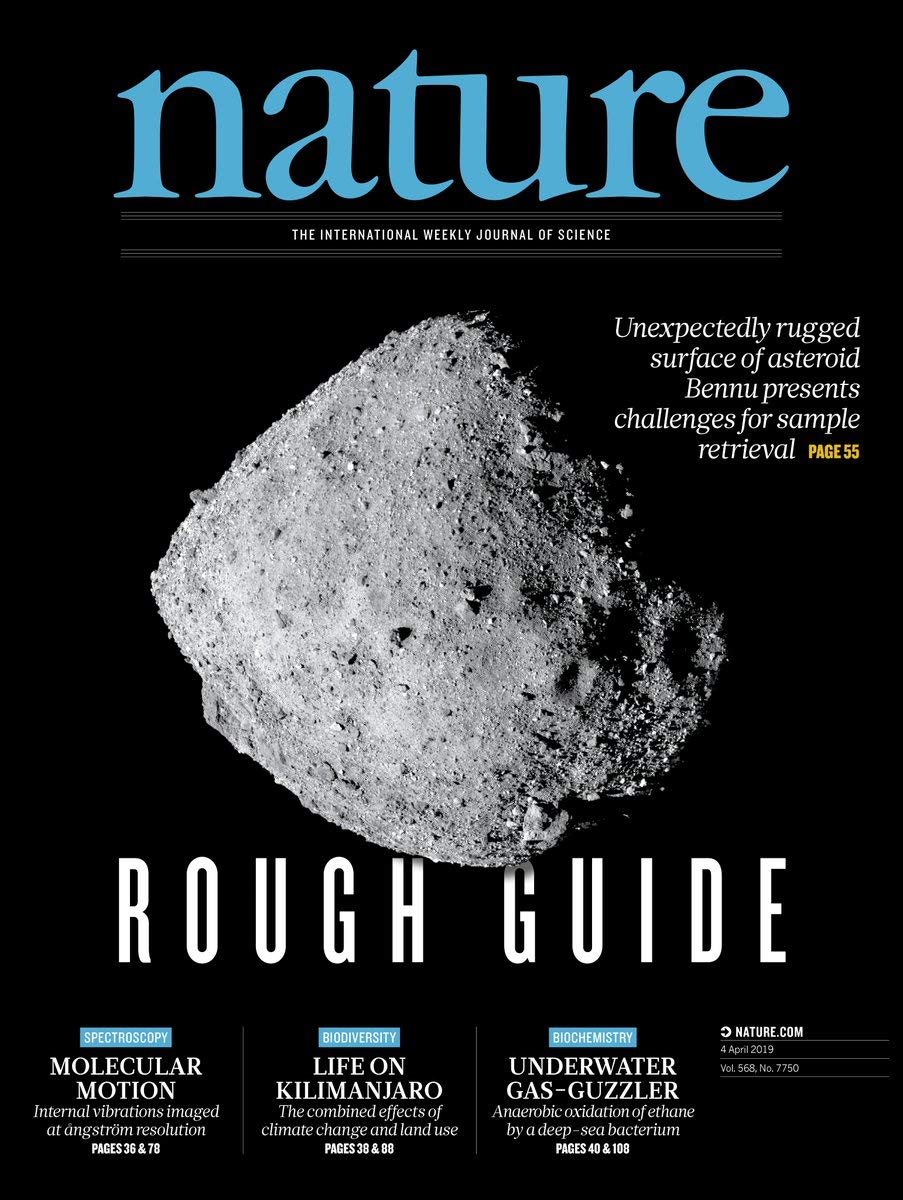 nature
THE INTERNATIONAL WEEKLY JOURNAL OF SCIENCE
Unexpectedly rugged
surface of asteroid
Bennu presents
challenges for sample
retrieval PAGE 55
ROUGH GUIDE
SPECTROSCOPY
MOLECULAR
MOTION
Internal vibrations imaged
at ångström resolution
PAGES 36 & 78
BIODIVERSITY
LIFE ON
KILIMANJARO
The combined effects of
climate change and land use
PAGES 38 & 88
BIOCHEMISTRY
UNDERWATER
GAS-GUZZLER
Anaerobic oxidation of ethane
by a deep-sea bacterium
PAGES 40 & 108
NATURE.COM
4 April 2019
Vol. 568, No. 7750